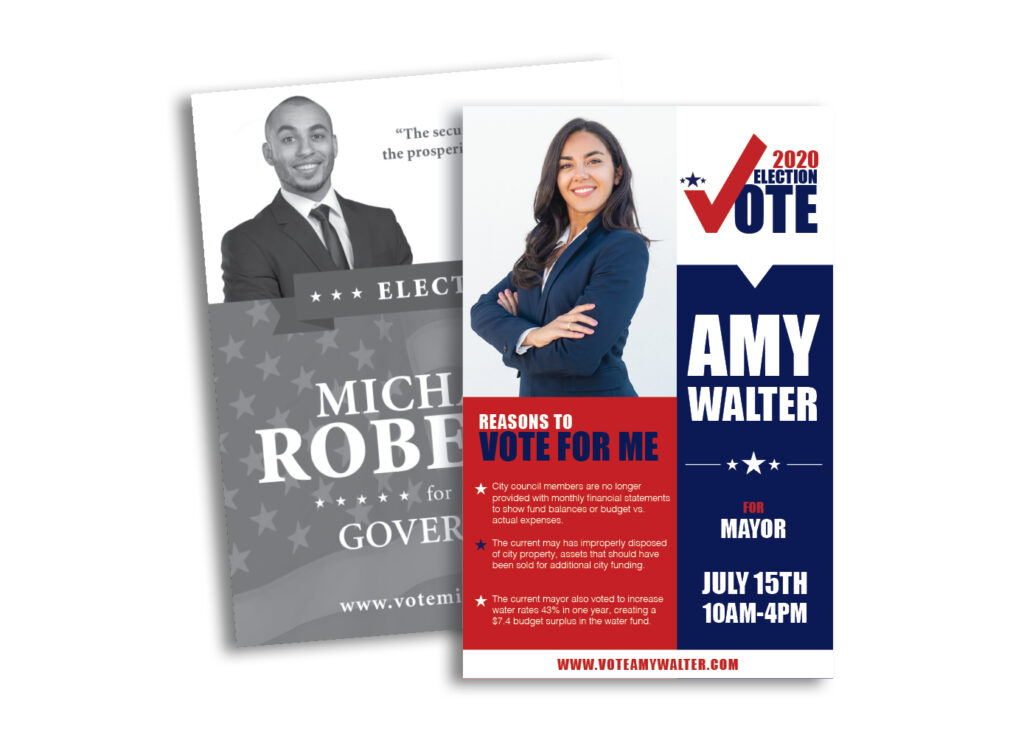 “The secu
the prosperi
★ ★ ★ ELECT
MICHA
ROBE
★ ★ ★ ★ ★ for
GOVER
www.votemi
2020
ELECTION
VOTE
AMY
WALTER
FOR
MAYOR
JULY 15TH
10AM-4PM
REASONS TO
VOTE FOR ME
City council members are no longer
provided with monthly financial statements
to show fund balances or budget vs.
actual expenses.
The current may has improperly disposed
of city property, assets that should have
been sold for additional city funding.
The current mayor also voted to increase
water rates 43% in one year, creating a
$7.4 budget surplus in the water fund.
WWW.VOTEAMYWALTER.COM